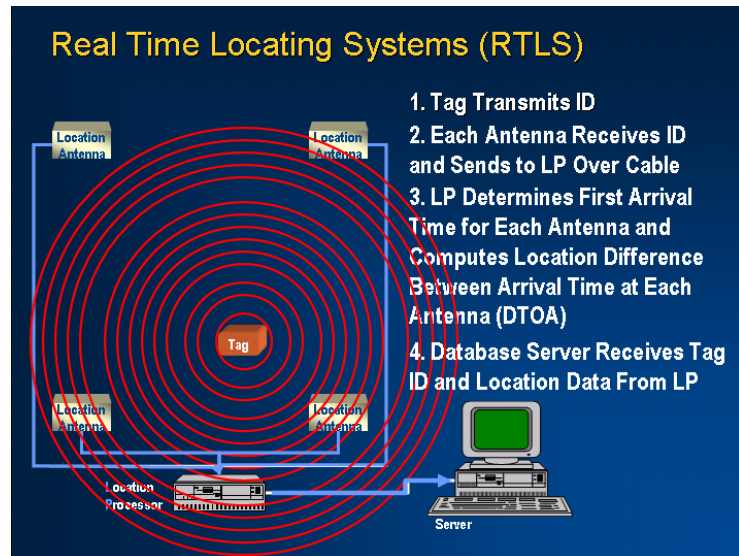 Real Time Locating Systems (RTLS)
Location
Antenna
Location
Antenna
1. Tag Transmits ID
2. Each Antenna Receives ID
and Sends to LP Over Cable
3. LP Determines First Arrival
Time for Each Antenna and
Computes Location Difference
Between Arrival Time at Each
Antenna (DTOA)
4. Database Server Receives Tag
ID and Location Data From LP
Tag
Location
Antenna
Location
Antenna
Location
Processor
Server